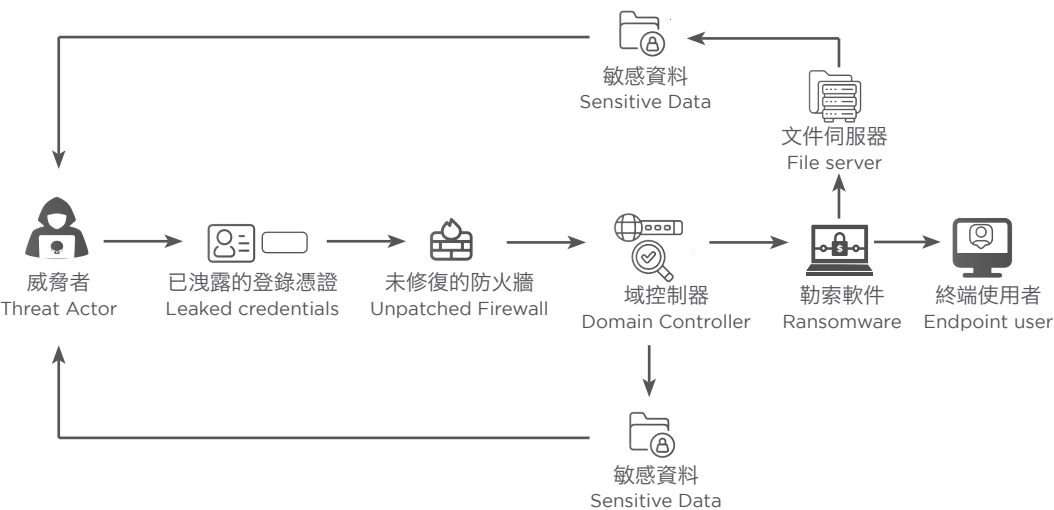 敏感資料
Sensitive Data
文件伺服器
File server
威脅者
Threat Actor
已洩露的登錄憑證
Leaked credentials
未修復的防火牆
Unpatched Firewall
域控制器
Domain Controller
勒索軟件
Ransomware
終端使用者
Endpoint user
敏感資料
Sensitive Data